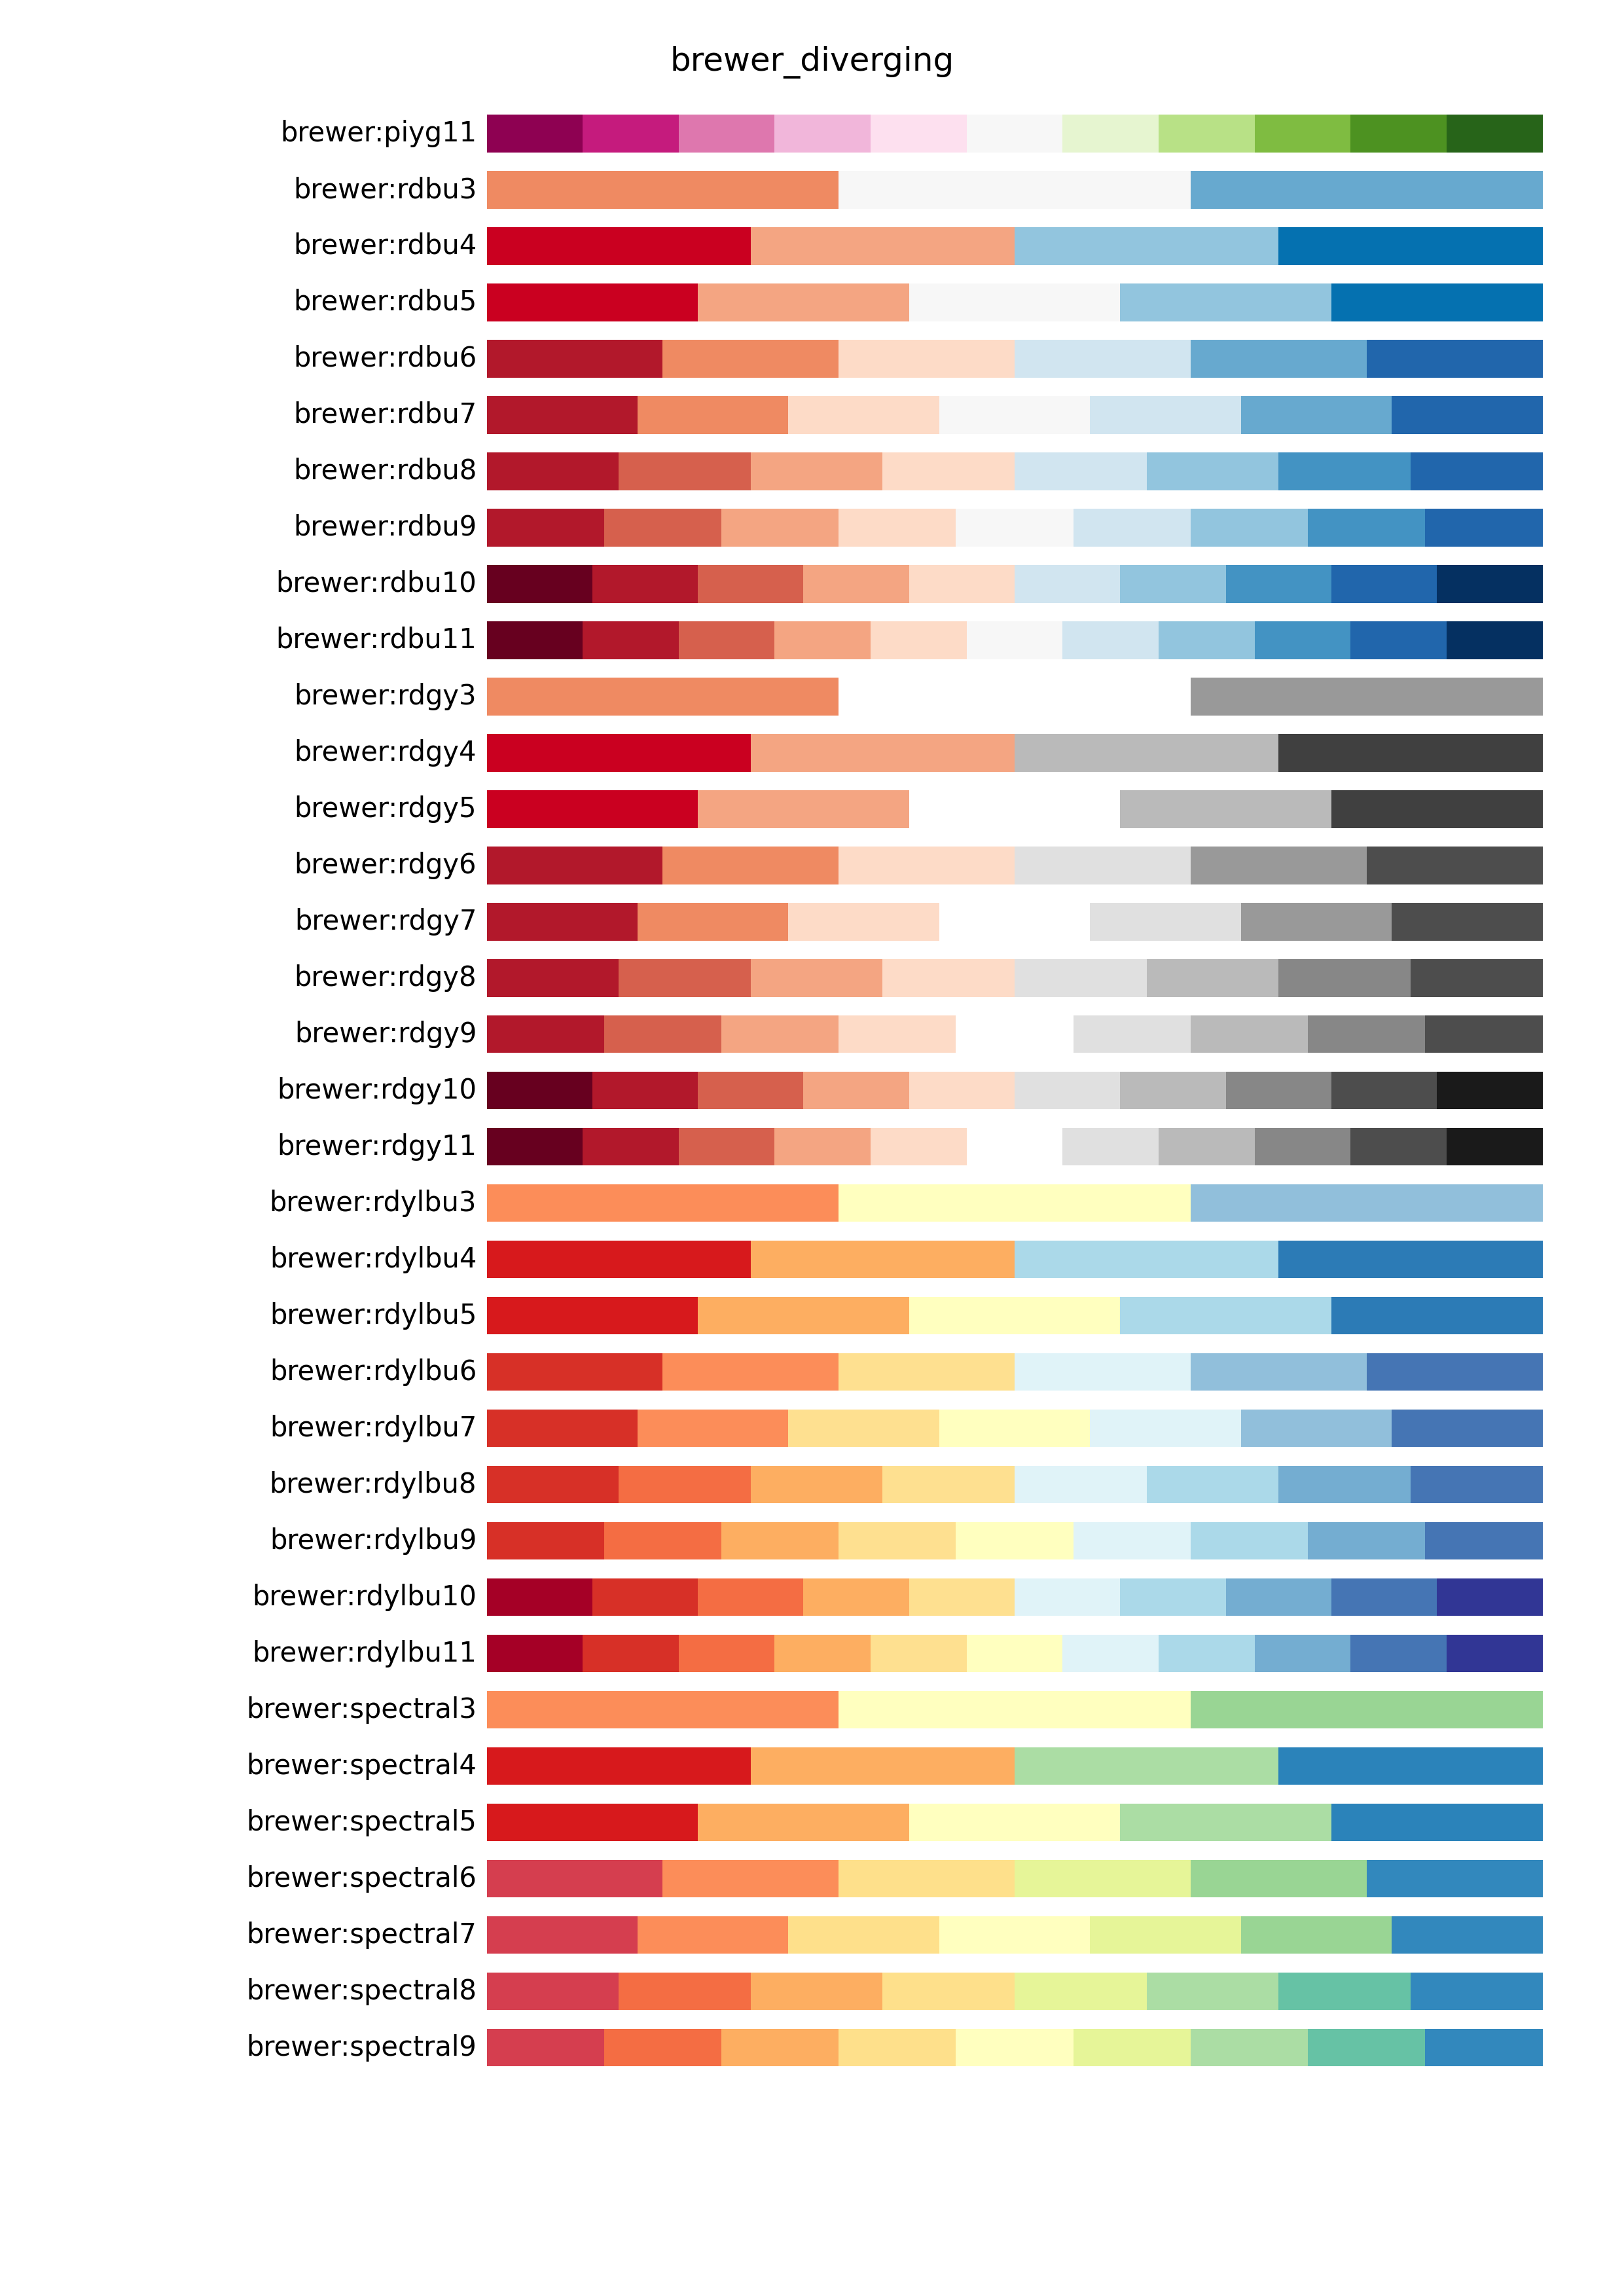 brewer_diverging
brewer:piyg11
brewer:rdbu3
brewer:rdbu4
brewer:rdbu5
brewer:rdbu6
brewer:rdbu7
brewer:rdbu8
brewer:rdbu9
brewer:rdbu10
brewer:rdbu11
brewer:rdgy3
brewer:rdgy4
brewer:rdgy5
brewer:rdgy6
brewer:rdgy7
brewer:rdgy8
brewer:rdgy9
brewer:rdgy10
brewer:rdgy11
brewer:rdylbu3
brewer:rdylbu4
brewer:rdylbu5
brewer:rdylbu6
brewer:rdylbu7
brewer:rdylbu8
brewer:rdylbu9
brewer:rdylbu10
brewer:rdylbu11
brewer:spectral3
brewer:spectral4
brewer:spectral5
brewer:spectral6
brewer:spectral7
brewer:spectral8
brewer:spectral9